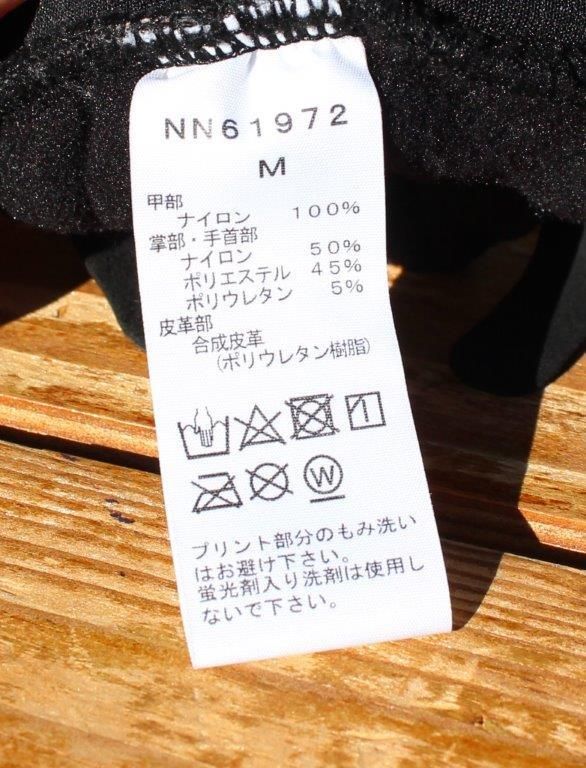 NN61972
M
甲部
ナイロン 100%
掌部・手首部
ナイロン 50%
ポリエステル 45%
ポリウレタン 5%
皮革部
合成皮革
(ポリウレタン樹脂)
W
プリント部分のもみ洗い
はお避け下さい。
蛍光剤入り洗剤は使用し
ないで下さい。